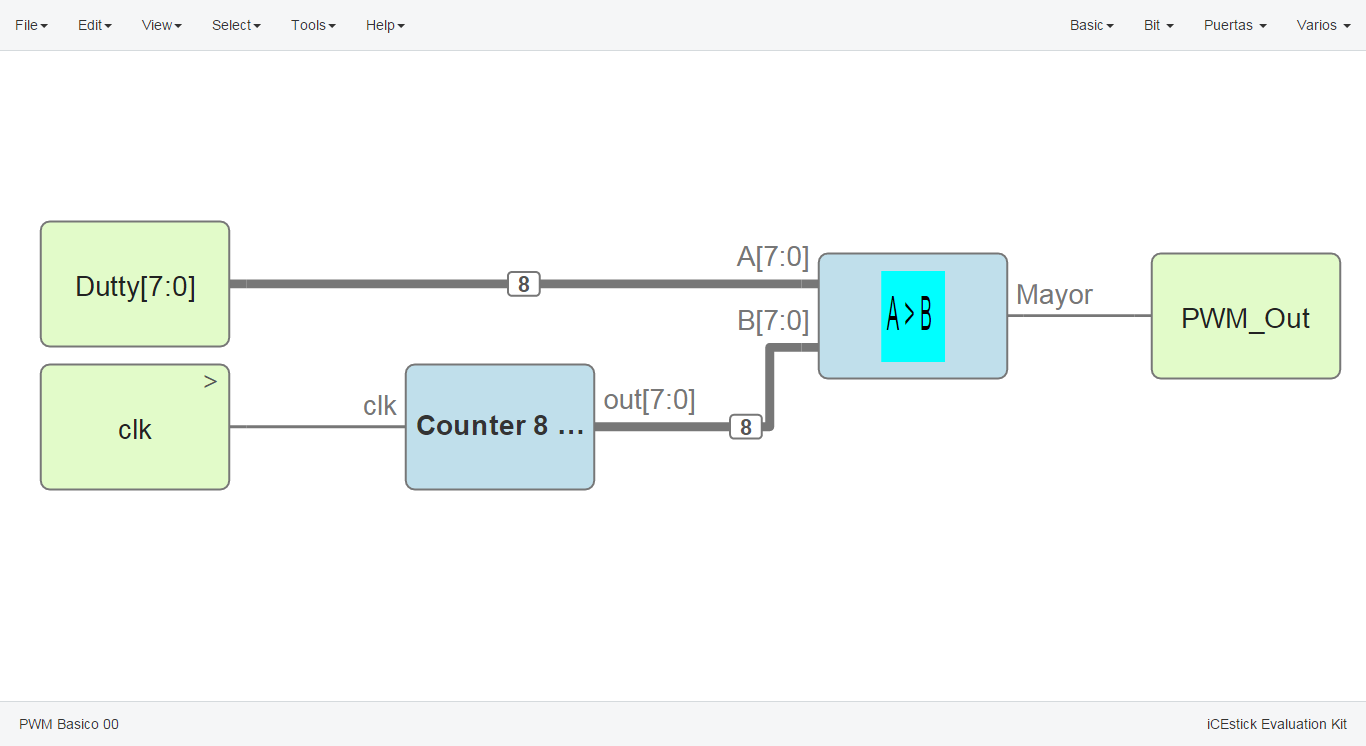 File Edit View Select Tools Help Basic Bit Puertas Varios
Dutty[7:0]
8
A[7:0]
B[7:0]
A>B
Mayor
PWM_Out
>
clk
clk
Counter 8 ...
out[7:0]
8
PWM Basico 00
iCEstick Evaluation Kit